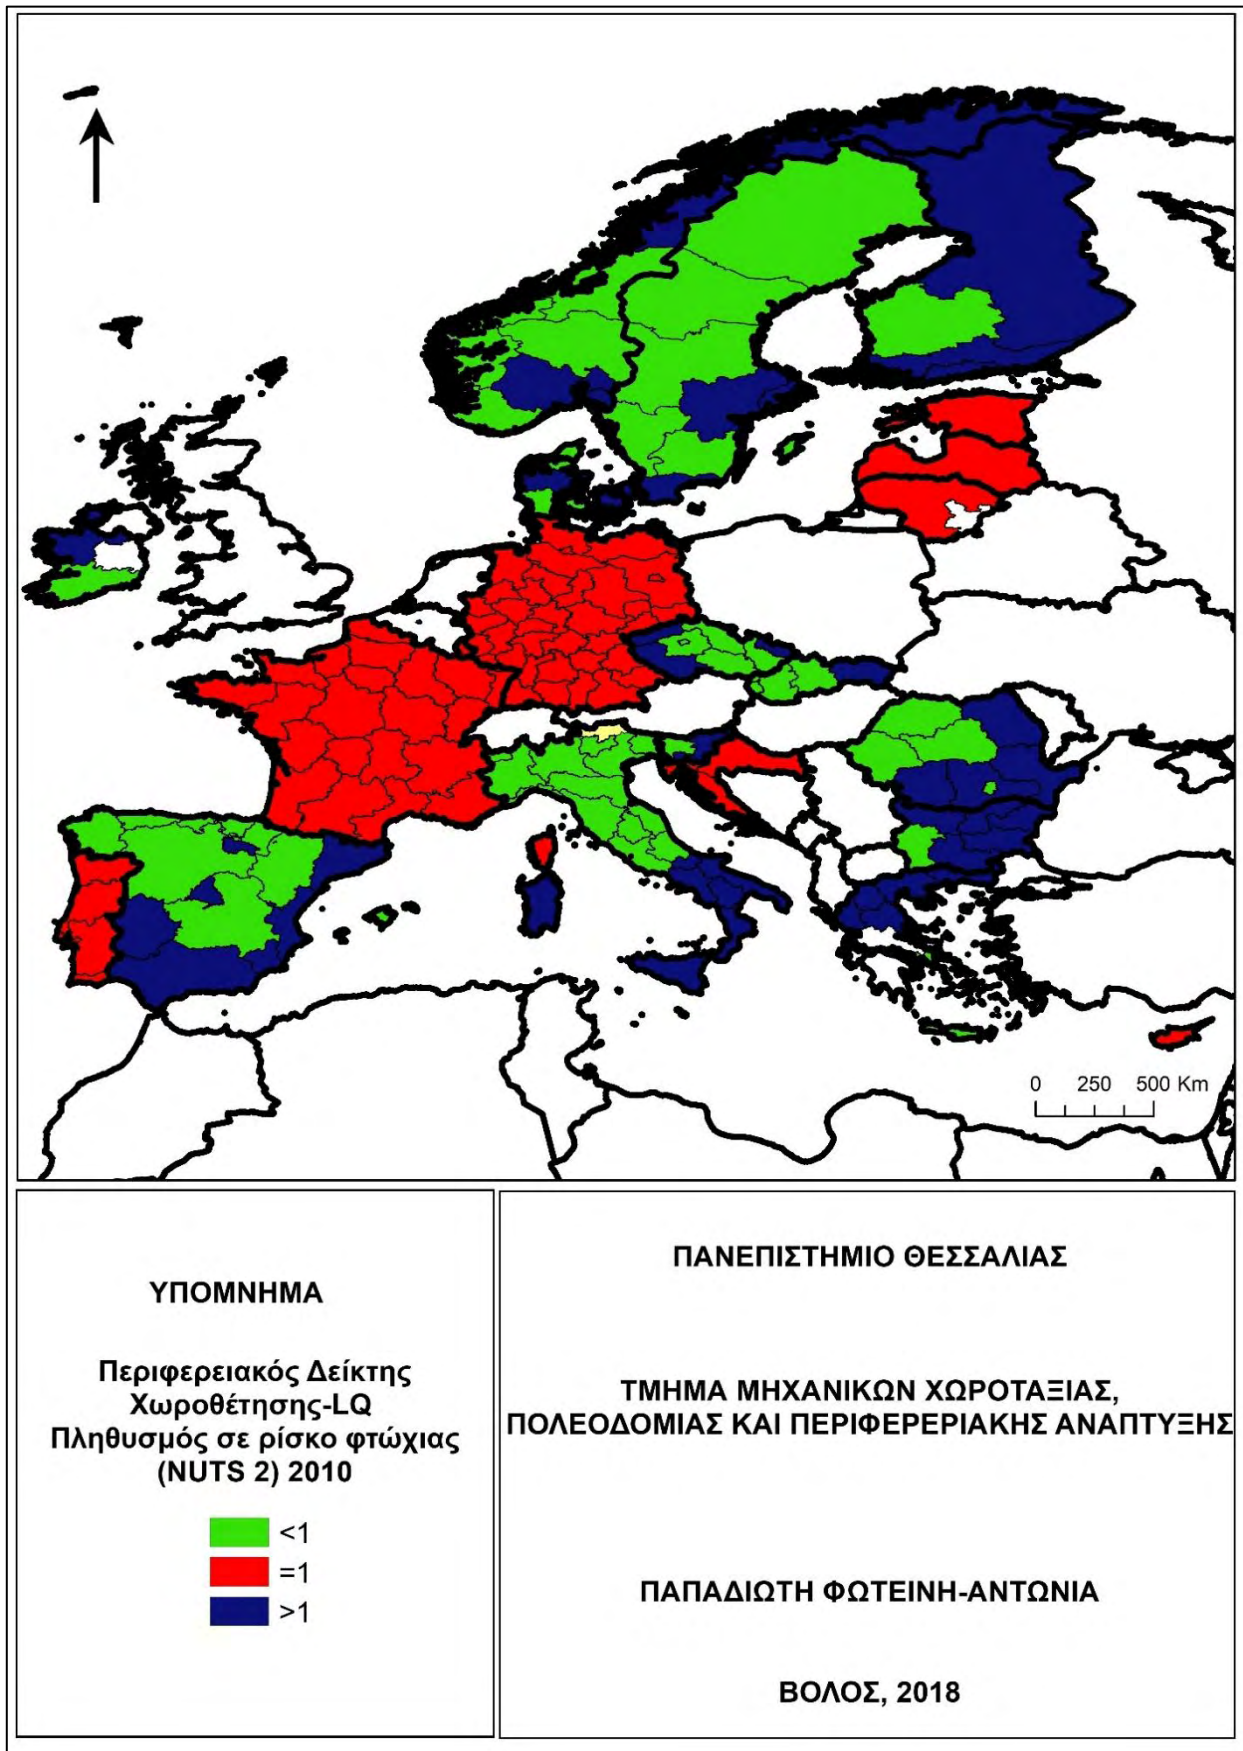 0 250 500 Km
ΥΠΟΜΝΗΜΑ
Περιφερειακός Δείκτης
Χωροθέτησης-LQ
Πληθυσμός σε ρίσκο φτώχιας
(NUTS 2) 2010
<1
=1
>1
ΠΑΝΕΠΙΣΤΗΜΙΟ ΘΕΣΣΑΛΙΑΣ
ΤΜΗΜΑ ΜΗΧΑΝΙΚΩΝ ΧΩΡΟΤΑΞΙΑΣ,
ΠΟΛΕΟΔΟΜΙΑΣ ΚΑΙ ΠΕΡΙΦΕΡΕΡΙΑΚΗΣ ΑΝΑΠΤΥΞΗΣ
ΠΑΠΑΔΙΩΤΗ ΦΩΤΕΙΝΗ-ΑΝΤΩΝΙΑ
ΒΟΛΟΣ, 2018